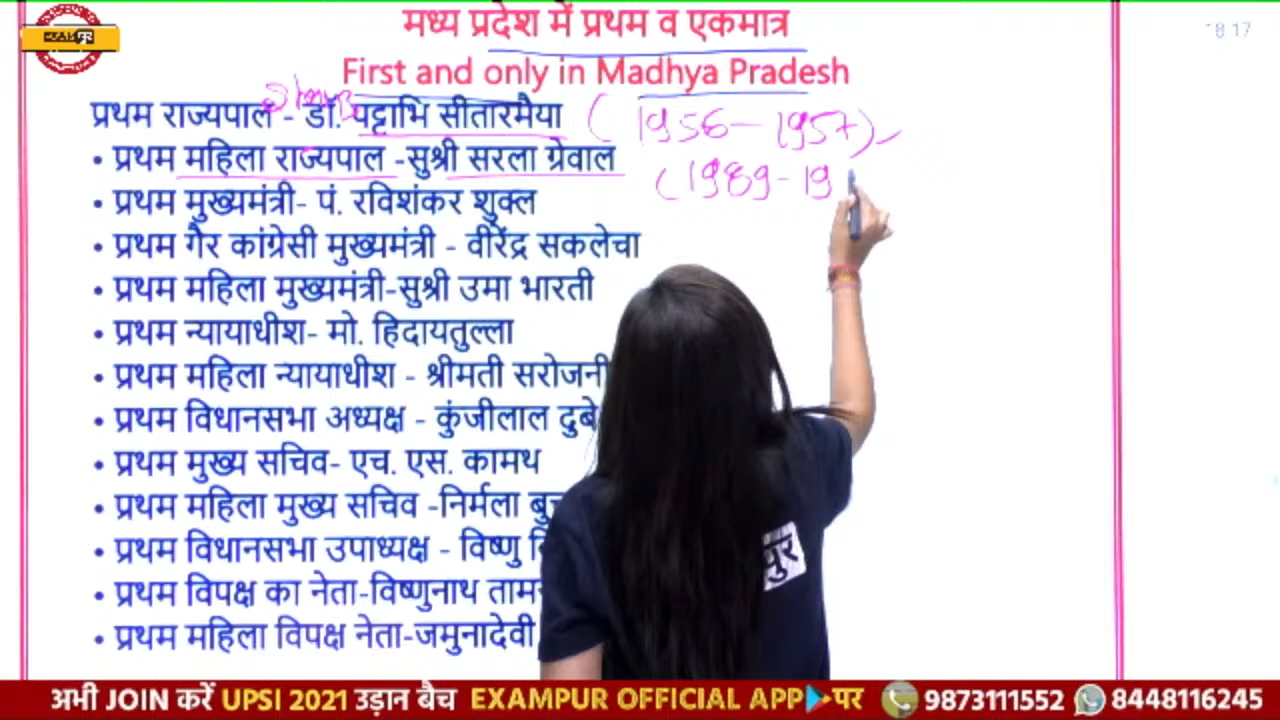 मध्य प्रदेश में प्रथम व एकमात्र
18:17
First and only in Madhya Pradesh
प्रथम राज्यपाल - डॉ. पट्टाभि सीतारमैया (1956-1957)
• प्रथम महिला राज्यपाल -सुश्री सरला ग्रेवाल (1989-19
• प्रथम मुख्यमंत्री- पं. रविशंकर शुक्ल
• प्रथम गैर कांग्रेसी मुख्यमंत्री - वीरेंद्र सकलेचा
• प्रथम महिला मुख्यमंत्री-सुश्री उमा भारती
• प्रथम न्यायाधीश- मो. हिदायतुल्ला
• प्रथम महिला न्यायाधीश - श्रीमती सरोजनी
• प्रथम विधानसभा अध्यक्ष - कुंजीलाल दुबे
• प्रथम मुख्य सचिव- एच. एस. कामथ
• प्रथम महिला मुख्य सचिव -निर्मला
• प्रथम विधानसभा उपाध्यक्ष - विष्णु
• प्रथम विपक्ष का नेता-विष्णुनाथ
• प्रथम महिला विपक्ष नेता-जमुनादेवी
पुर
अभी JOIN करें UPSI 2021 उड़ान बैच EXAMPUR OFFICIAL APP पर 9873111552 8448116245